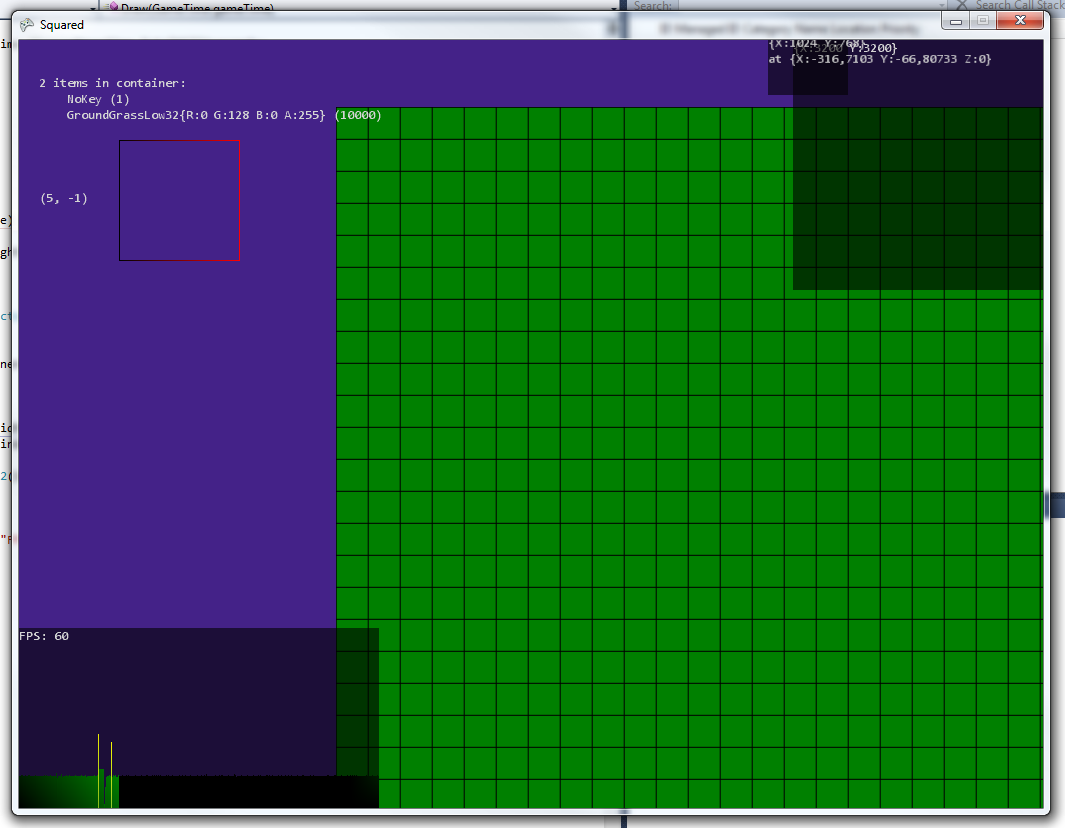 Draw(GameTime gameTime)
Search:
Search Call Stack
Squared
{X:1024 Y:768}
{X:3200 Y:3200}
at {X:-316,7103 Y:-66,80733 Z:0}
2 items in container:
NoKey (1)
GroundGrassLow32{R:0 G:128 B:0 A:255} (10000)
(5, -1)
FPS: 60